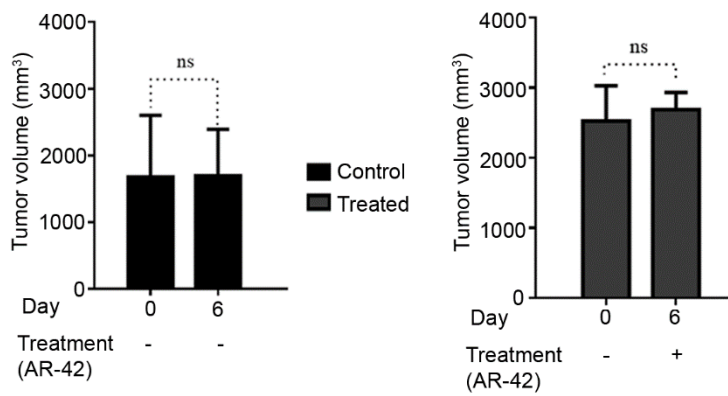 Tumor volume (mm³)
4000
3000
2000
1000
0
ns
Day 0 6
Treatment - -
(AR-42)
Control
Treated
Tumor volume (mm³)
4000
3000
2000
1000
0
ns
Day 0 6
Treatment - +
(AR-42)